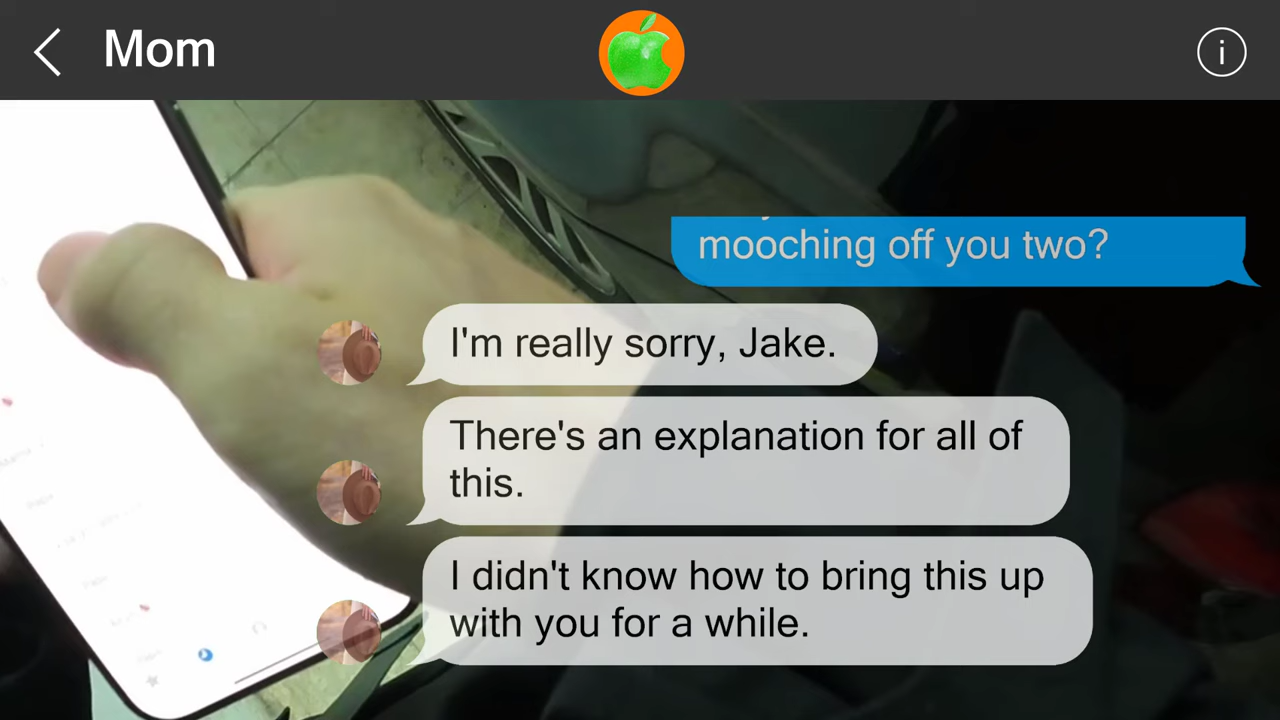 Mom
i
mooching off you two?
I'm really sorry, Jake.
There's an explanation for all of
this.
I didn't know how to bring this up
with you for a while.